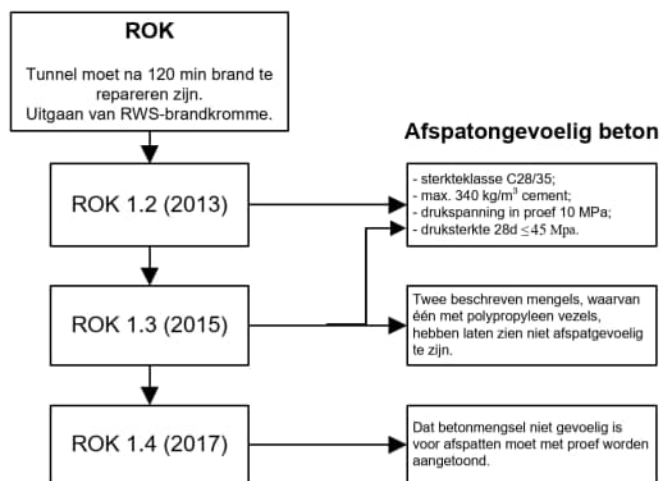 ROK
Tunnel moet na 120 min brand te
repareren zijn.
Uitgaan van RWS-brandkromme.
Afspatongevoelig beton
ROK 1.2 (2013)
- sterkteklasse C28/35;
- max. 340 kg/m³ cement;
- drukspanning in proef 10 MPa;
- druksterkte 28d ≤45 Mpa.
ROK 1.3 (2015)
Twee beschreven mengels, waarvan
één met polypropyleen vezels,
hebben laten zien niet afspatgevoelig
te zijn.
ROK 1.4 (2017)
Dat betonmengsel niet gevoelig is
voor afspatten moet met proef worden
aangetoond.